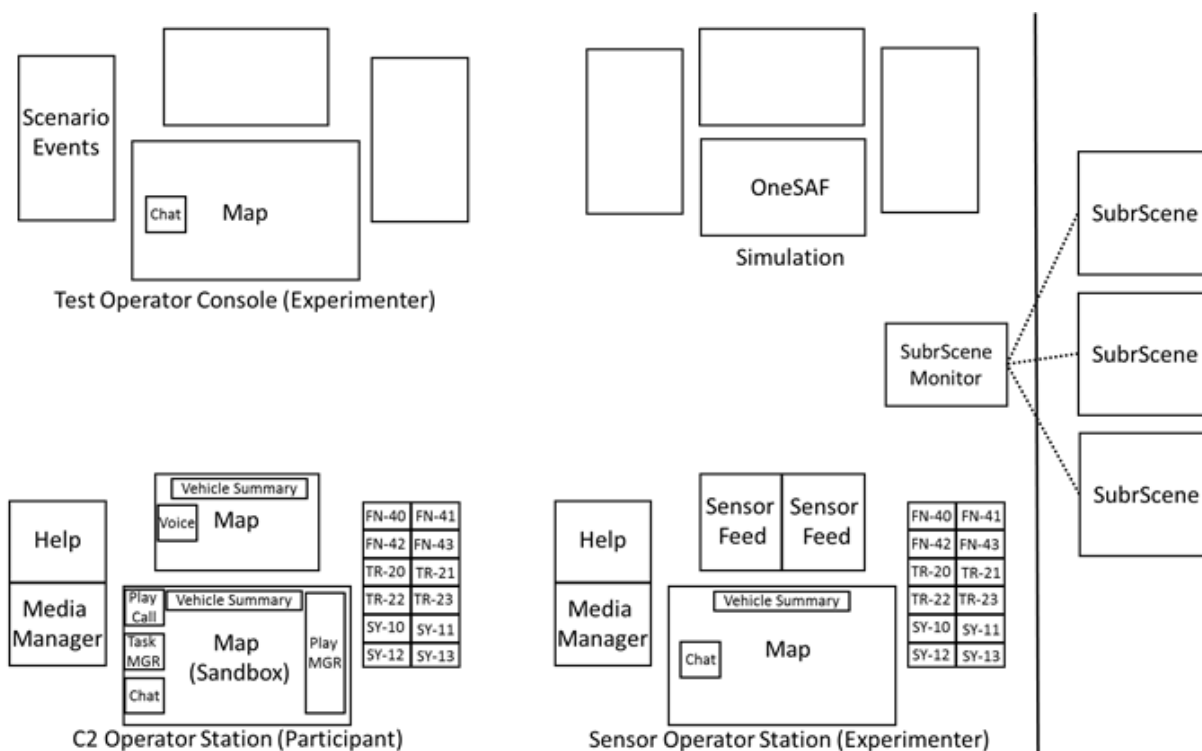 Scenario
Events
Chat
Map
Test Operator Console (Experimenter)
OneSAF
Simulation
SubrScene
Monitor
SubrScene
SubrScene
SubrScene
Help
Media
Manager
Vehicle Summary
Voice
Map
Play
Call
Vehicle Summary
Task
MGR
Map
(Sandbox)
Play
MGR
Chat
FN-40 FN-41
FN-42 FN-43
TR-20 TR-21
TR-22 TR-23
SY-10 SY-11
SY-12 SY-13
C2 Operator Station (Participant)
Help
Media
Manager
Sensor
Feed
Sensor
Feed
Vehicle Summary
Chat
Map
FN-40 FN-41
FN-42 FN-43
TR-20 TR-21
TR-22 TR-23
SY-10 SY-11
SY-12 SY-13
Sensor Operator Station (Experimenter)